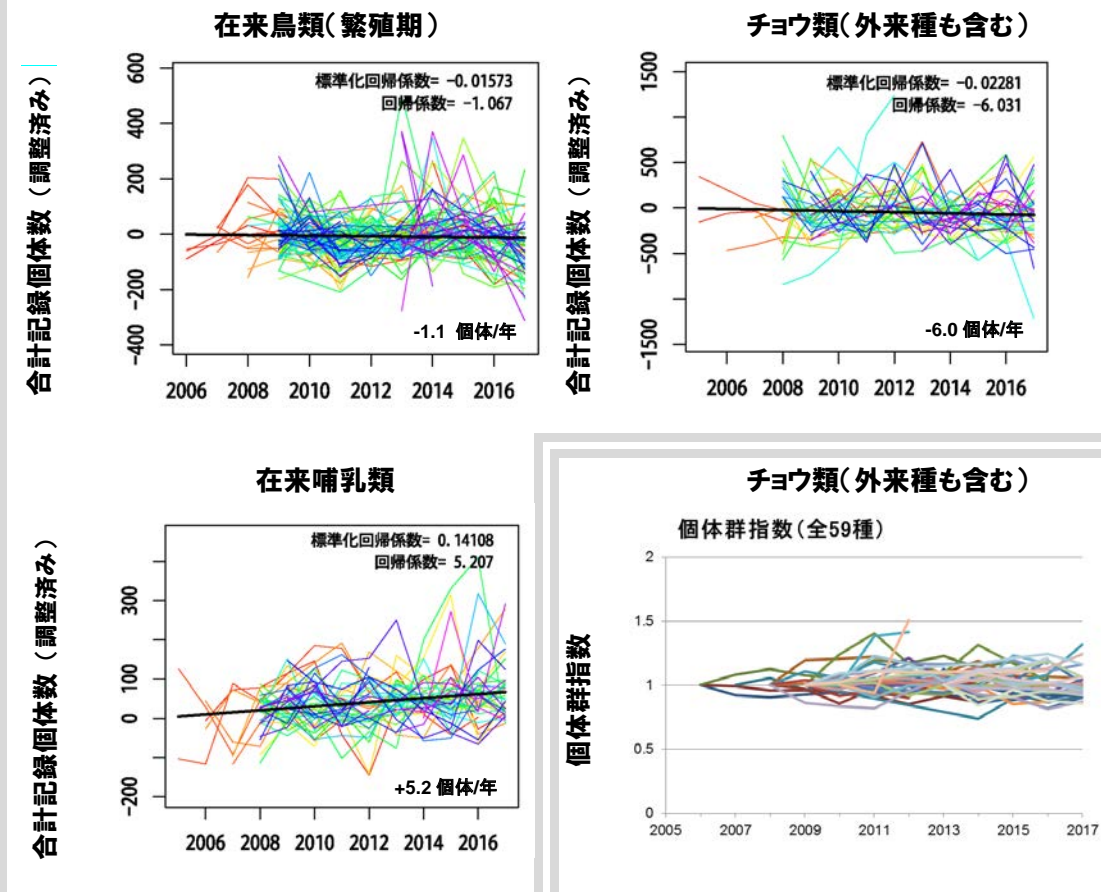 在来鳥類(繁殖期)
合計記録個体数(調整済み)
標準化回帰係数= -0.01573
回帰係数= -1.067
600
400
200
0
-200
-400
-1.1 個体/年
2006 2008 2010 2012 2014 2016
チョウ類(外来種も含む)
合計記録個体数(調整済み)
標準化回帰係数= -0.02281
回帰係数= -6.031
1500
500
0
-500
-1500
-6.0 個体/年
2006 2008 2010 2012 2014 2016
在来哺乳類
合計記録個体数(調整済み)
標準化回帰係数= 0.14108
回帰係数= 5.207
300
100
0
-200
+5.2 個体/年
2006 2008 2010 2012 2014 2016
チョウ類(外来種も含む)
個体群指数(全59種)
個体群指数
2
1.5
1
0.5
0
2005 2007 2009 2011 2013 2015 2017